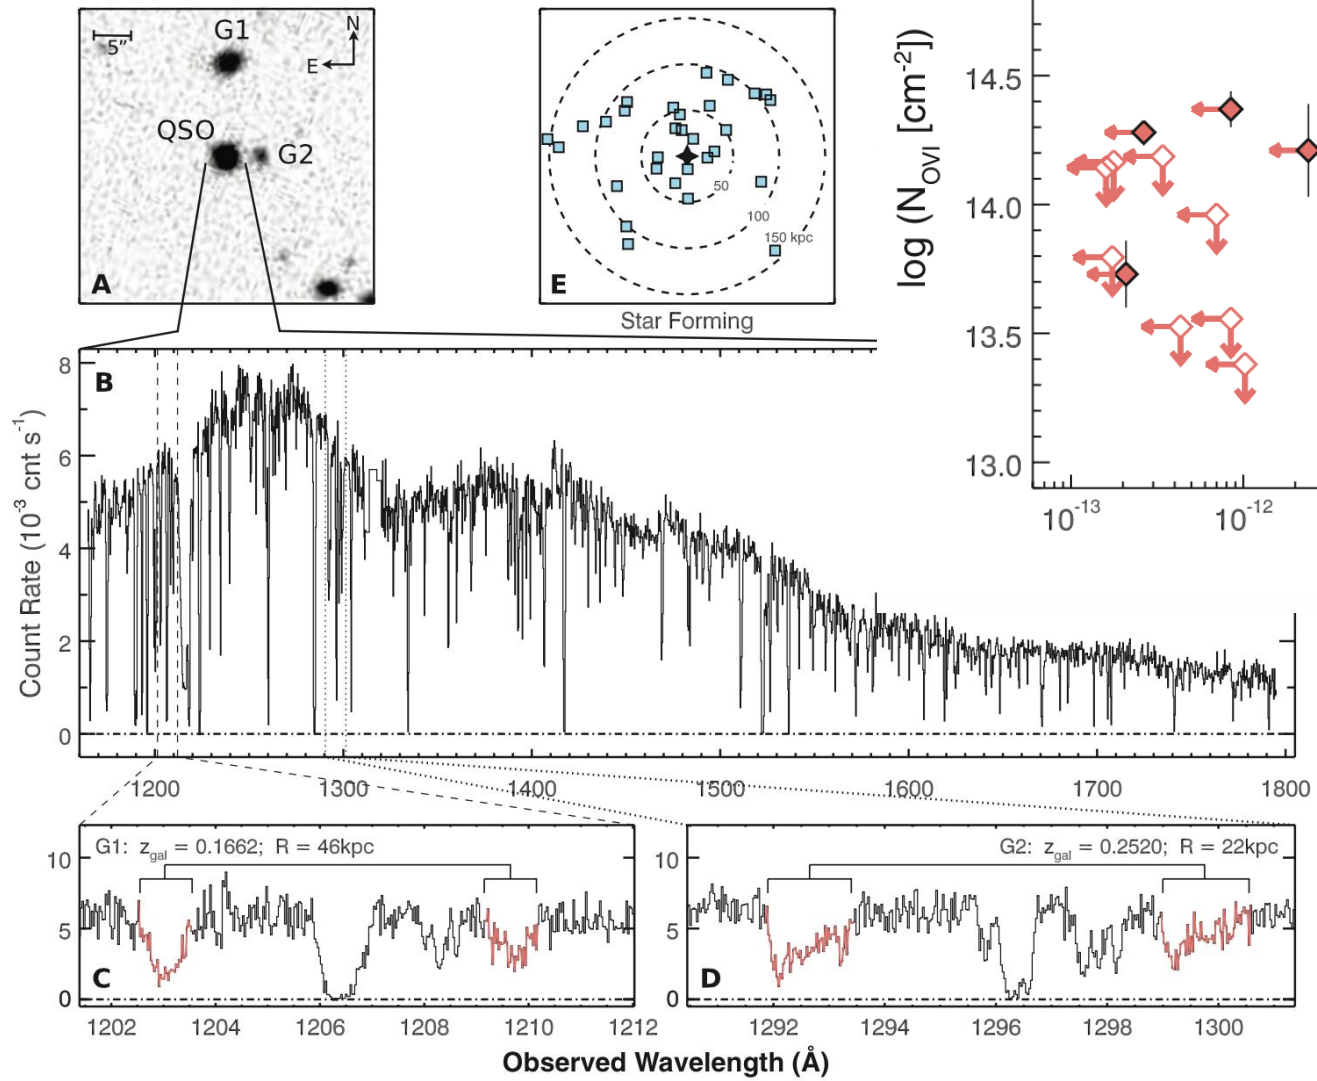 G1
N
5”
E
QSO
G2
A
50
100
150 kpc
E
Star Forming
log (N_OVI [cm⁻²]
14.5
14.0
13.5
13.0
10⁻¹³
10⁻¹²
B
Count Rate (10⁻³ cnt s⁻¹)
8
6
4
2
0
1200
1300
1400
1500
1600
1700
1800
G1: z_gal = 0.1662; R = 46kpc
10
5
0
C
1202
1204
1206
1208
1210
1212
G2: z_gal = 0.2520; R = 22kpc
10
5
0
D
1292
1294
1296
1298
1300
Observed Wavelength (Å)